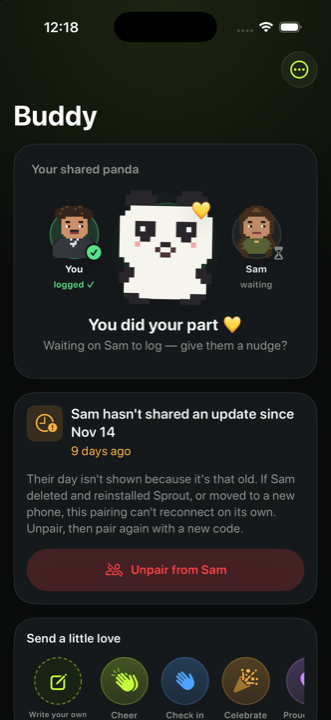 12:18
Buddy
Your shared panda
You
logged ✓
Sam
waiting
You did your part 💛
Waiting on Sam to log — give them a nudge?
Sam hasn't shared an update since
Nov 14
9 days ago
Their day isn't shown because it's that old. If Sam
deleted and reinstalled Sprout, or moved to a new
phone, this pairing can't reconnect on its own.
Unpair, then pair again with a new code.
Unpair from Sam
Send a little love
Write your own
Cheer
Check in
Celebrate